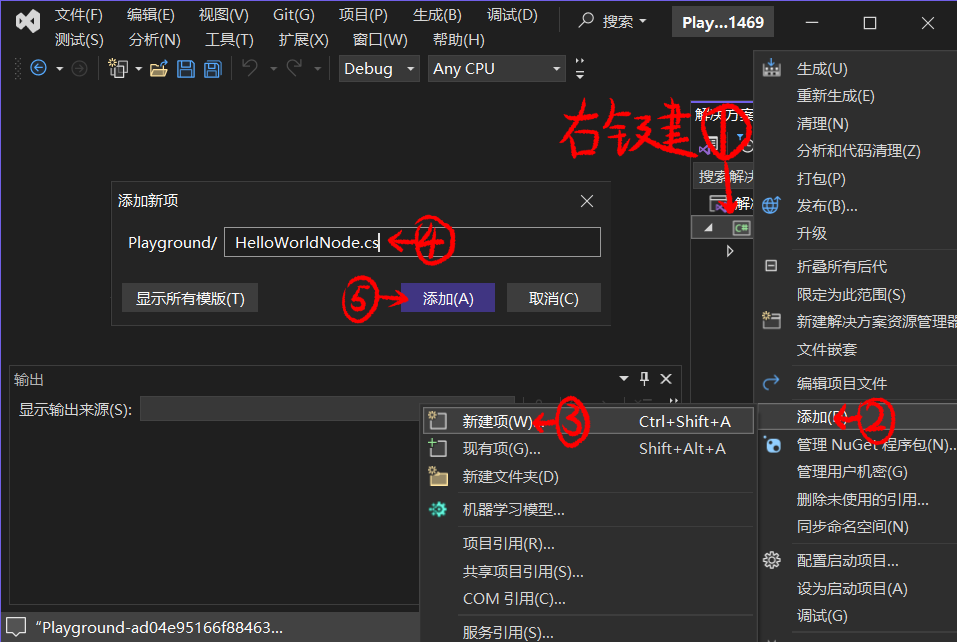 文件(F) 编辑(E) 视图(V) Git(G) 项目(P) 生成(B) 调试(D) 搜索 Play...1469
测试(S) 分析(N) 工具(T) 扩展(X) 窗口(W) 帮助(H)
Debug Any CPU
解决方案
搜索解决
解决
C#
右钗建 ①
添加新项
Playground/ HelloWorldNode.cs ④
显示所有模版(T) ⑤ 添加(A) 取消(C)
输出
显示输出来源(S):
新建项(W)... ③ Ctrl+Shift+A
现有项(G)... Shift+Alt+A
新建文件夹(D)
机器学习模型...
项目引用(R)...
共享项目引用(S)...
COM 引用(C)...
服务引用(S)...
生成(U)
重新生成(E)
清理(N)
分析和代码清理(Z)
打包(P)
发布(B)...
升级
折叠所有后代
限定为此范围(S)
新建解决方案资源管理器
文件嵌套
编辑项目文件
添加(D) ②
管理 NuGet 程序包(N)...
管理用户机密(G)
删除未使用的引用...
同步命名空间(N)
配置启动项目...
设为启动项目(A)
调试(G)
"Playground-ad04e95166f88463...